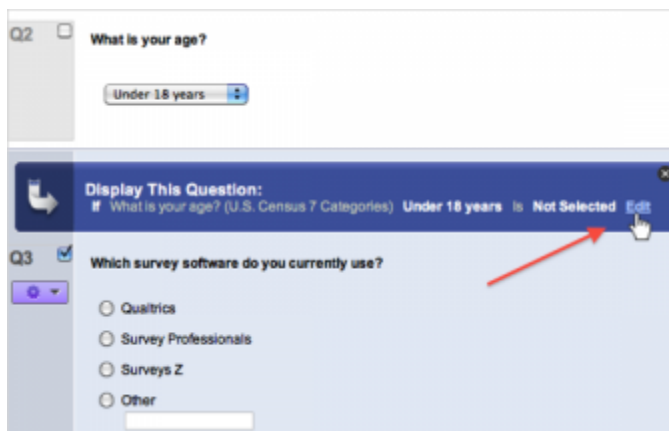 Q2
What is your age?
Under 18 years
Display This Question:
If What is your age? (U.S. Census 7 Categories) Under 18 years Is Not Selected Edit
Q3
Which survey software do you currently use?
Qualtrics
Survey Professionals
Surveys Z
Other